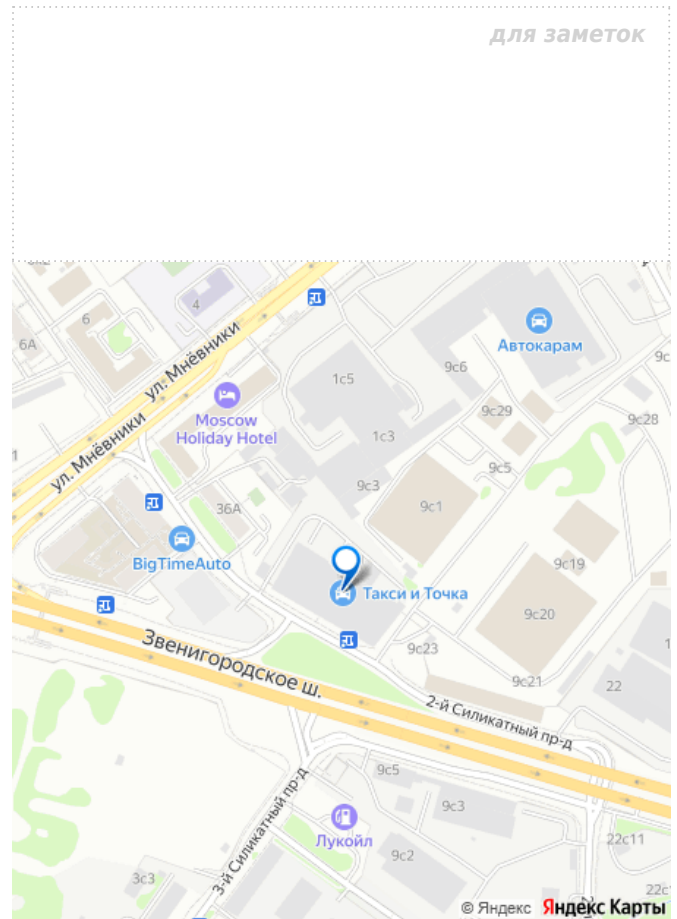 для заметок
4
6
6А
ул. Мнёвники
Автокарам
9с6
9с
1с5
Moscow
Holiday Hotel
9с29
9с28
ул. Мнёвники
1с3
9с5
9с3
36А
9с1
BigTimeAuto
9с19
Такси и Точка
9с20
Звенигородское ш.
9с23
9с21
22
2-й Силикатный пр-д
9с5
3-й Силикатный пр-д
9с3
Лукойл
22с11
9с2
3с3
22с
© Яндекс Яндекс Карты